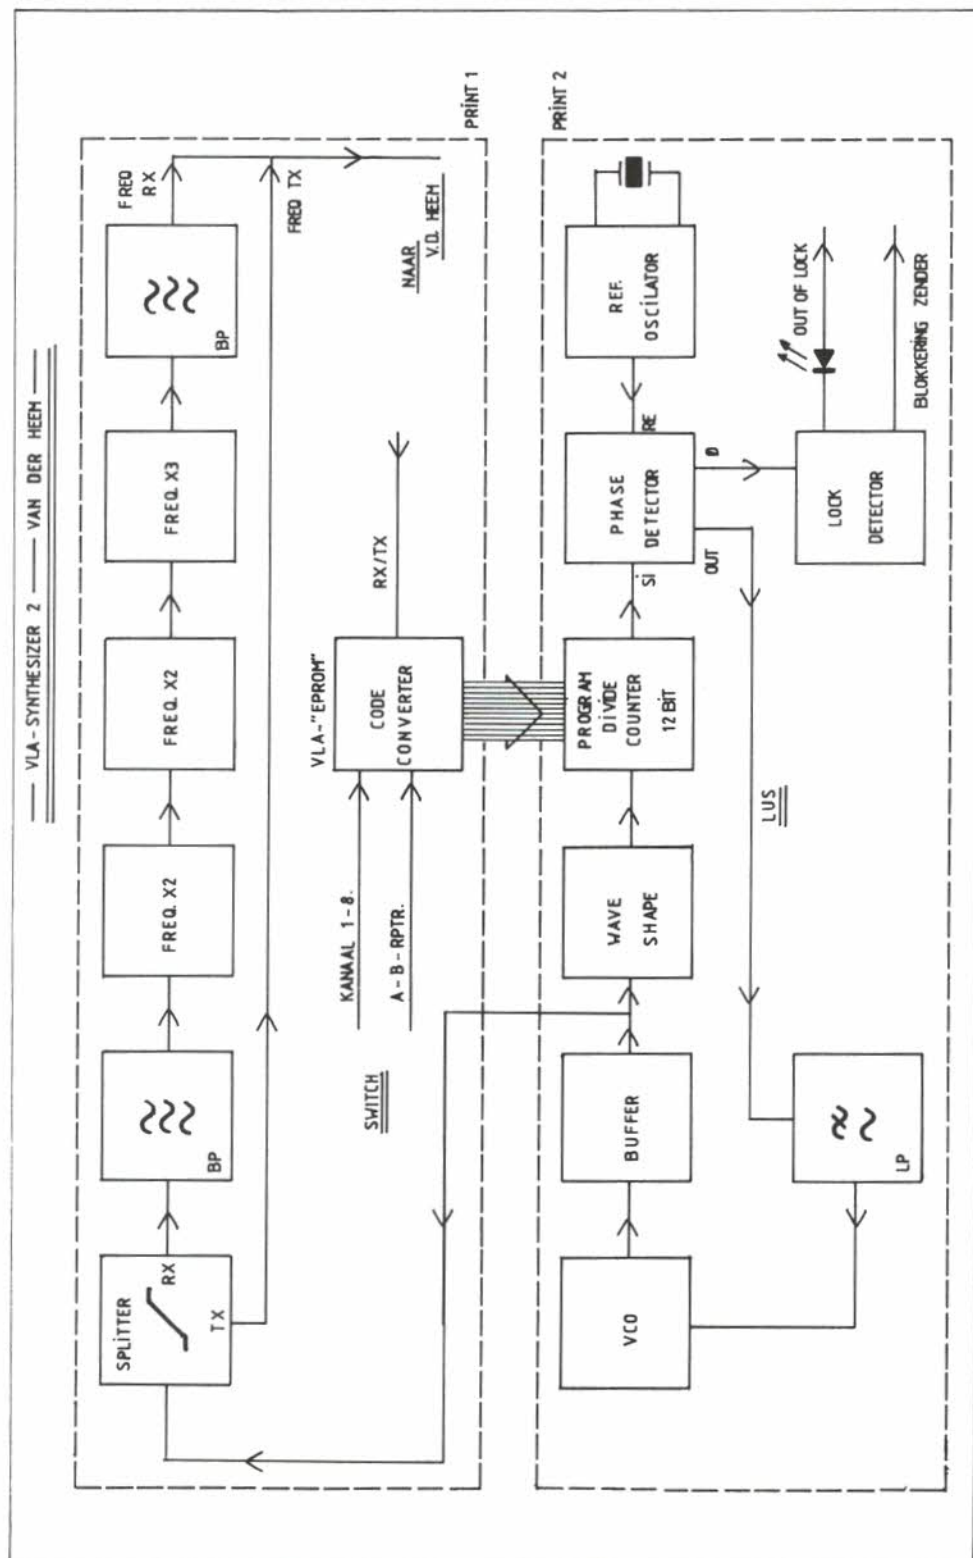 VLA-SYNTHESIZER 2 — VAN DER HEEM
SPLiTTER
RX
TX
BP
FREQ. X2
FREQ. X2
FREQ. X3
BP
FREQ
RX
FREQ TX
NAAR
V.D. HEEM
PRiNT 1
SWITCH
KANAAL 1-8.
A-B-RPTR.
VLA-"EPROM"
CODE
CONVERTER
RX/TX
PRiNT 2
VCO
BUFFER
WAVE
SHAPE
PROGRAM
DiViDE
COUNTER
12 BiT
Si
PHASE
DETECTOR
RE
OUT
Ø
REF.
OSCiLATOR
LUS
LP
LOCK
DETECTOR
OUT OF LOCK
BLOKKERiNG ZENDER